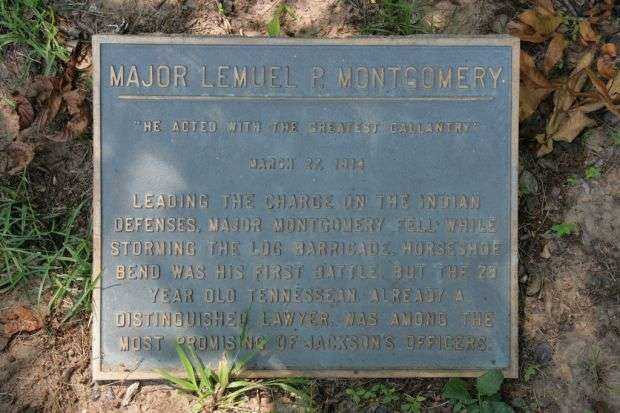 MAJOR LEMUEL P. MONTGOMERY
"HE ACTED WITH THE GREATEST GALLANTRY"
MARCH 27, 1814
LEADING THE CHARGE ON THE INDIAN
DEFENSES, MAJOR MONTGOMERY FELL WHILE
STORMING THE LOG BARRICADE. HORSESHOE
BEND WAS HIS FIRST BATTLE, BUT THE 28
YEAR OLD TENNESSEAN, ALREADY A
DISTINGUISHED LAWYER, WAS AMONG THE
MOST PROMISING OF JACKSON'S OFFICERS.